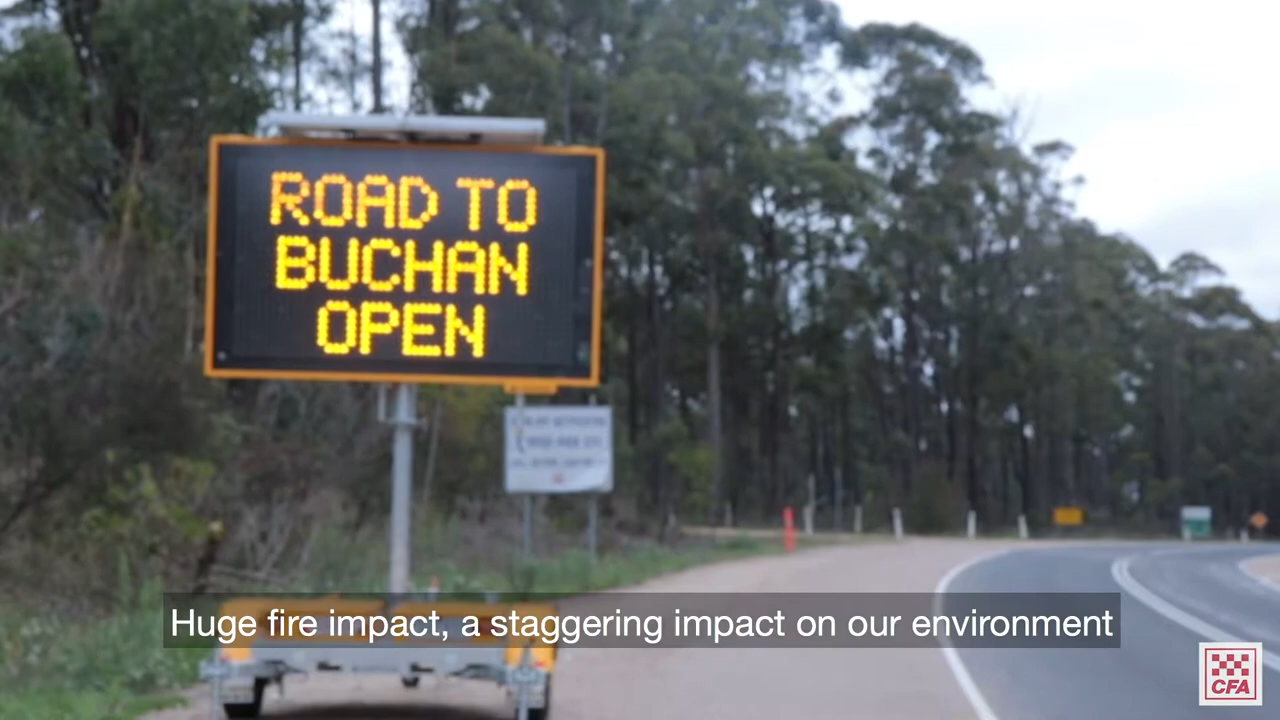 ROAD TO
BUCHAN
OPEN
Huge fire impact, a staggering impact on our environment
CFA